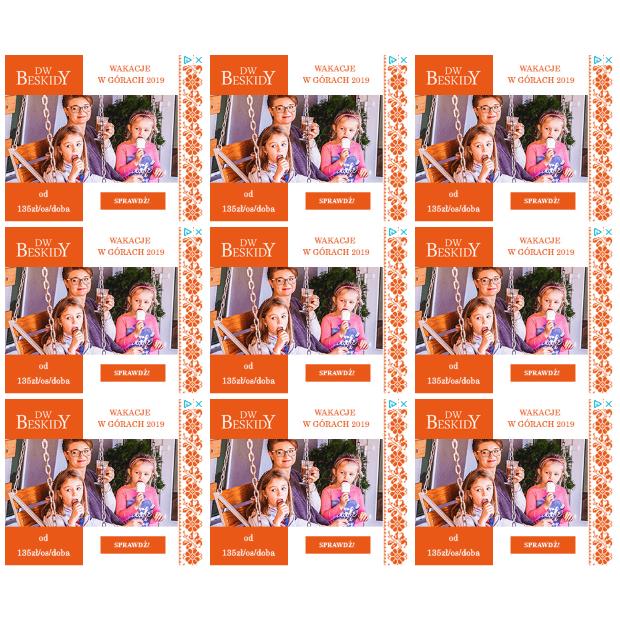 DW
BESKIDY
WAKACJE
W GÓRACH 2019
od
135zł/os/doba
SPRAWDŹ!
DW
BESKIDY
WAKACJE
W GÓRACH 2019
od
135zł/os/doba
SPRAWDŹ!
DW
BESKIDY
WAKACJE
W GÓRACH 2019
od
135zł/os/doba
SPRAWDŹ!
DW
BESKIDY
WAKACJE
W GÓRACH 2019
od
135zł/os/doba
SPRAWDŹ!
DW
BESKIDY
WAKACJE
W GÓRACH 2019
od
135zł/os/doba
SPRAWDŹ!
DW
BESKIDY
WAKACJE
W GÓRACH 2019
od
135zł/os/doba
SPRAWDŹ!
DW
BESKIDY
WAKACJE
W GÓRACH 2019
od
135zł/os/doba
SPRAWDŹ!
DW
BESKIDY
WAKACJE
W GÓRACH 2019
od
135zł/os/doba
SPRAWDŹ!
DW
BESKIDY
WAKACJE
W GÓRACH 2019
od
135zł/os/doba
SPRAWDŹ!